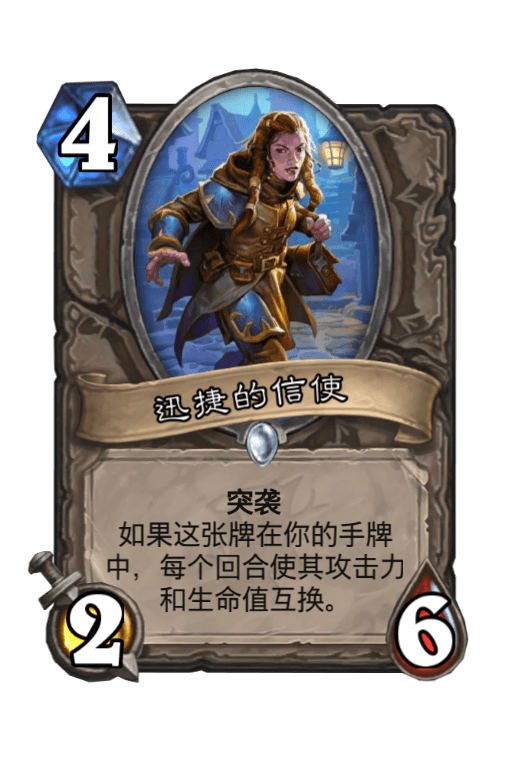 4
迅捷的信使
突袭
如果这张牌在你的手牌
中，每个回合使其攻击力
和生命值互换。
2
6